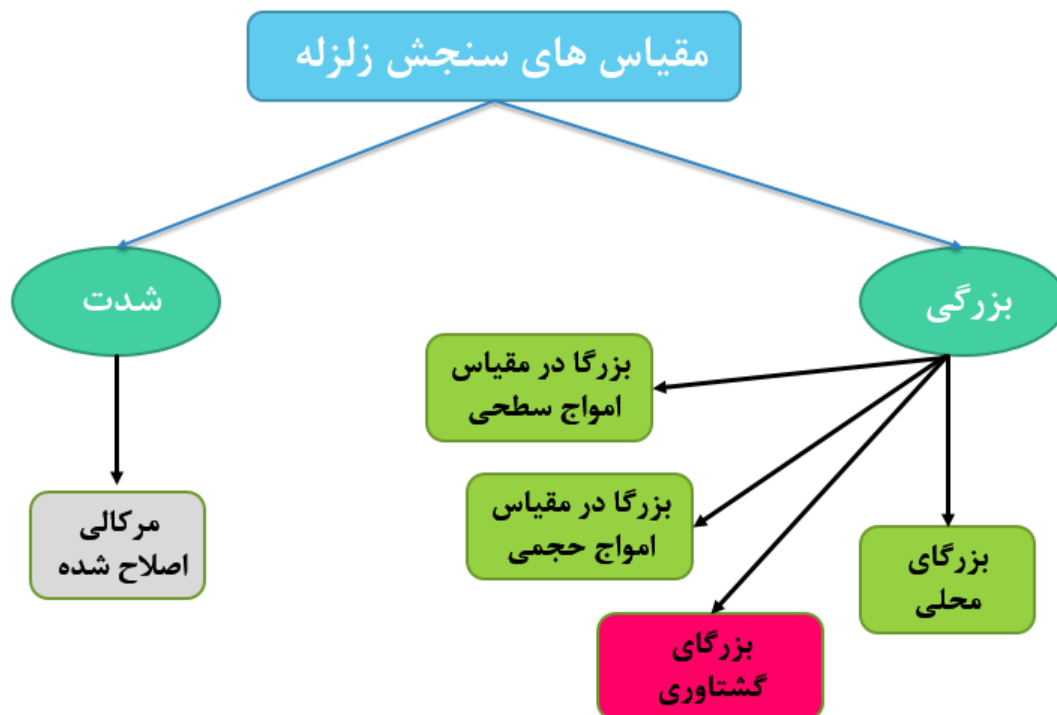 مقیاس های سنجش زلزله
بزرگی
شدت
بزرگا در مقیاس
امواج سطحی
بزرگا در مقیاس
امواج حجمی
بزرگای
محلی
بزرگای
گشتاوری
مرکالی
اصلاح شده